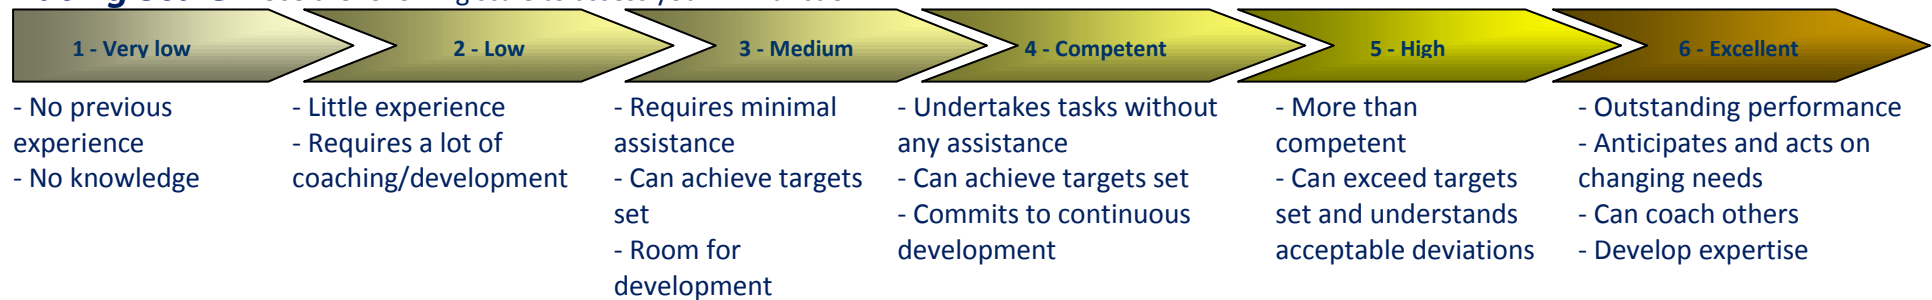 1 - Very low
- No previous
experience
- No knowledge
2 - Low
- Little experience
- Requires a lot of
coaching/development
3 - Medium
- Requires minimal
assistance
- Can achieve targets
set
- Room for
development
4 - Competent
- Undertakes tasks without
any assistance
- Can achieve targets set
- Commits to continuous
development
5 - High
- More than
competent
- Can exceed targets
set and understands
acceptable deviations
6 - Excellent
- Outstanding performance
- Anticipates and acts on
changing needs
- Can coach others
- Develop expertise